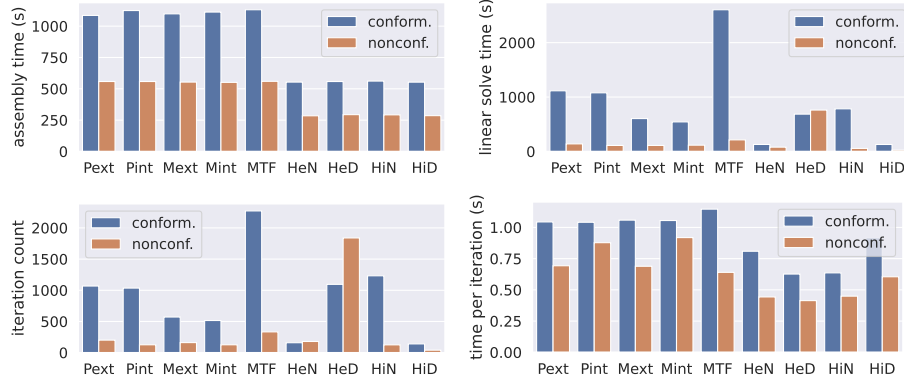 assembly time (s)
1000
750
500
250
0
conform.
nonconf.
Pext Pint Mext Mint MTF HeN HeD HiN HiD
linear solve time (s)
2000
1000
0
conform.
nonconf.
Pext Pint Mext Mint MTF HeN HeD HiN HiD
iteration count
2000
1500
1000
500
0
conform.
nonconf.
Pext Pint Mext Mint MTF HeN HeD HiN HiD
time per iteration (s)
1.00
0.75
0.50
0.25
0.00
conform.
nonconf.
Pext Pint Mext Mint MTF HeN HeD HiN HiD